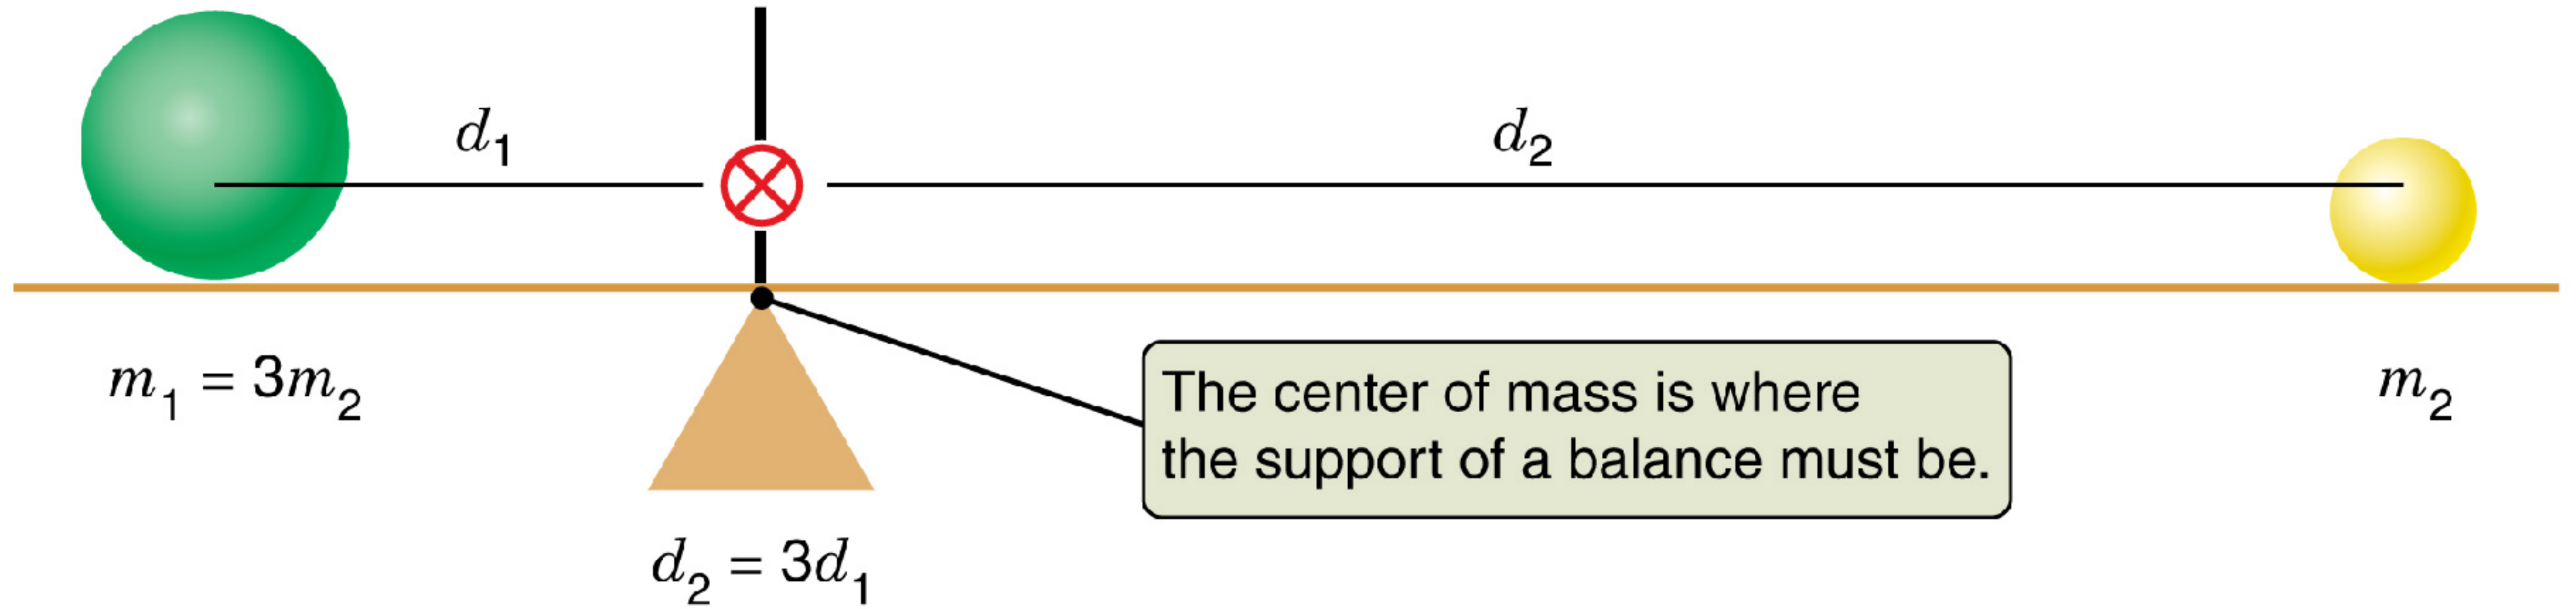 d₁
d₂
m₁ = 3m₂
m₂
The center of mass is where
the support of a balance must be.
d₂ = 3d₁